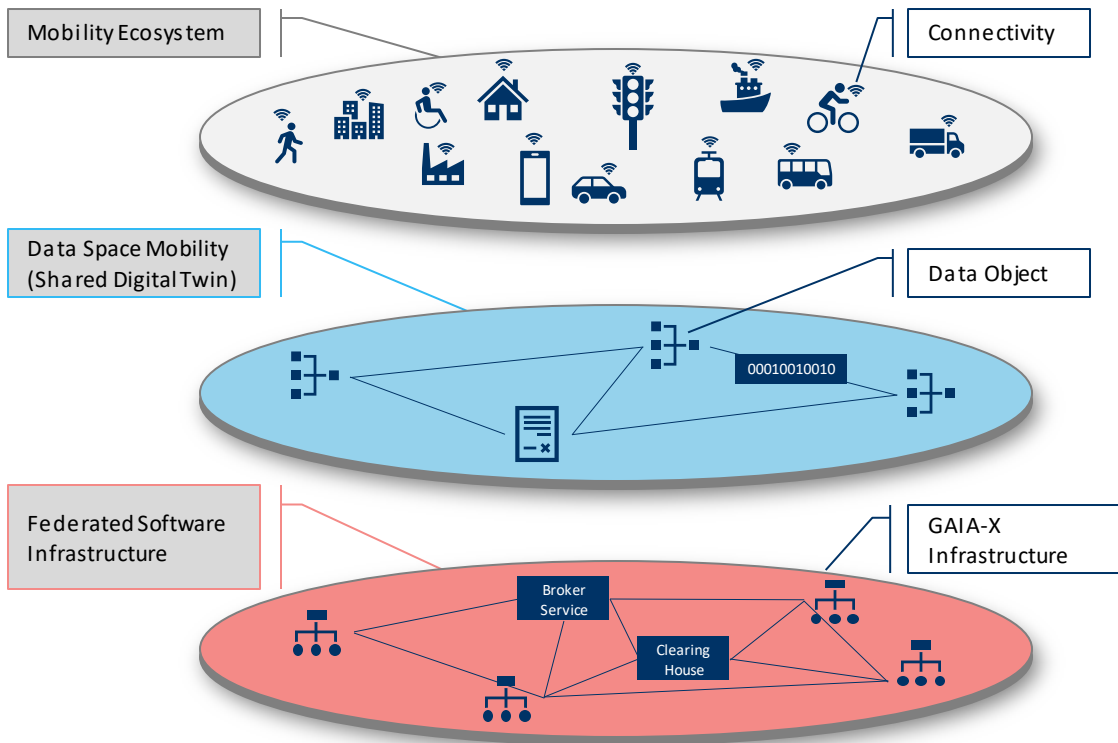 Mobility Ecosystem
Connectivity
Data Space Mobility
(Shared Digital Twin)
Data Object
00010010010
Federated Software
Infrastructure
GAIA-X
Infrastructure
Broker
Service
Clearing
House